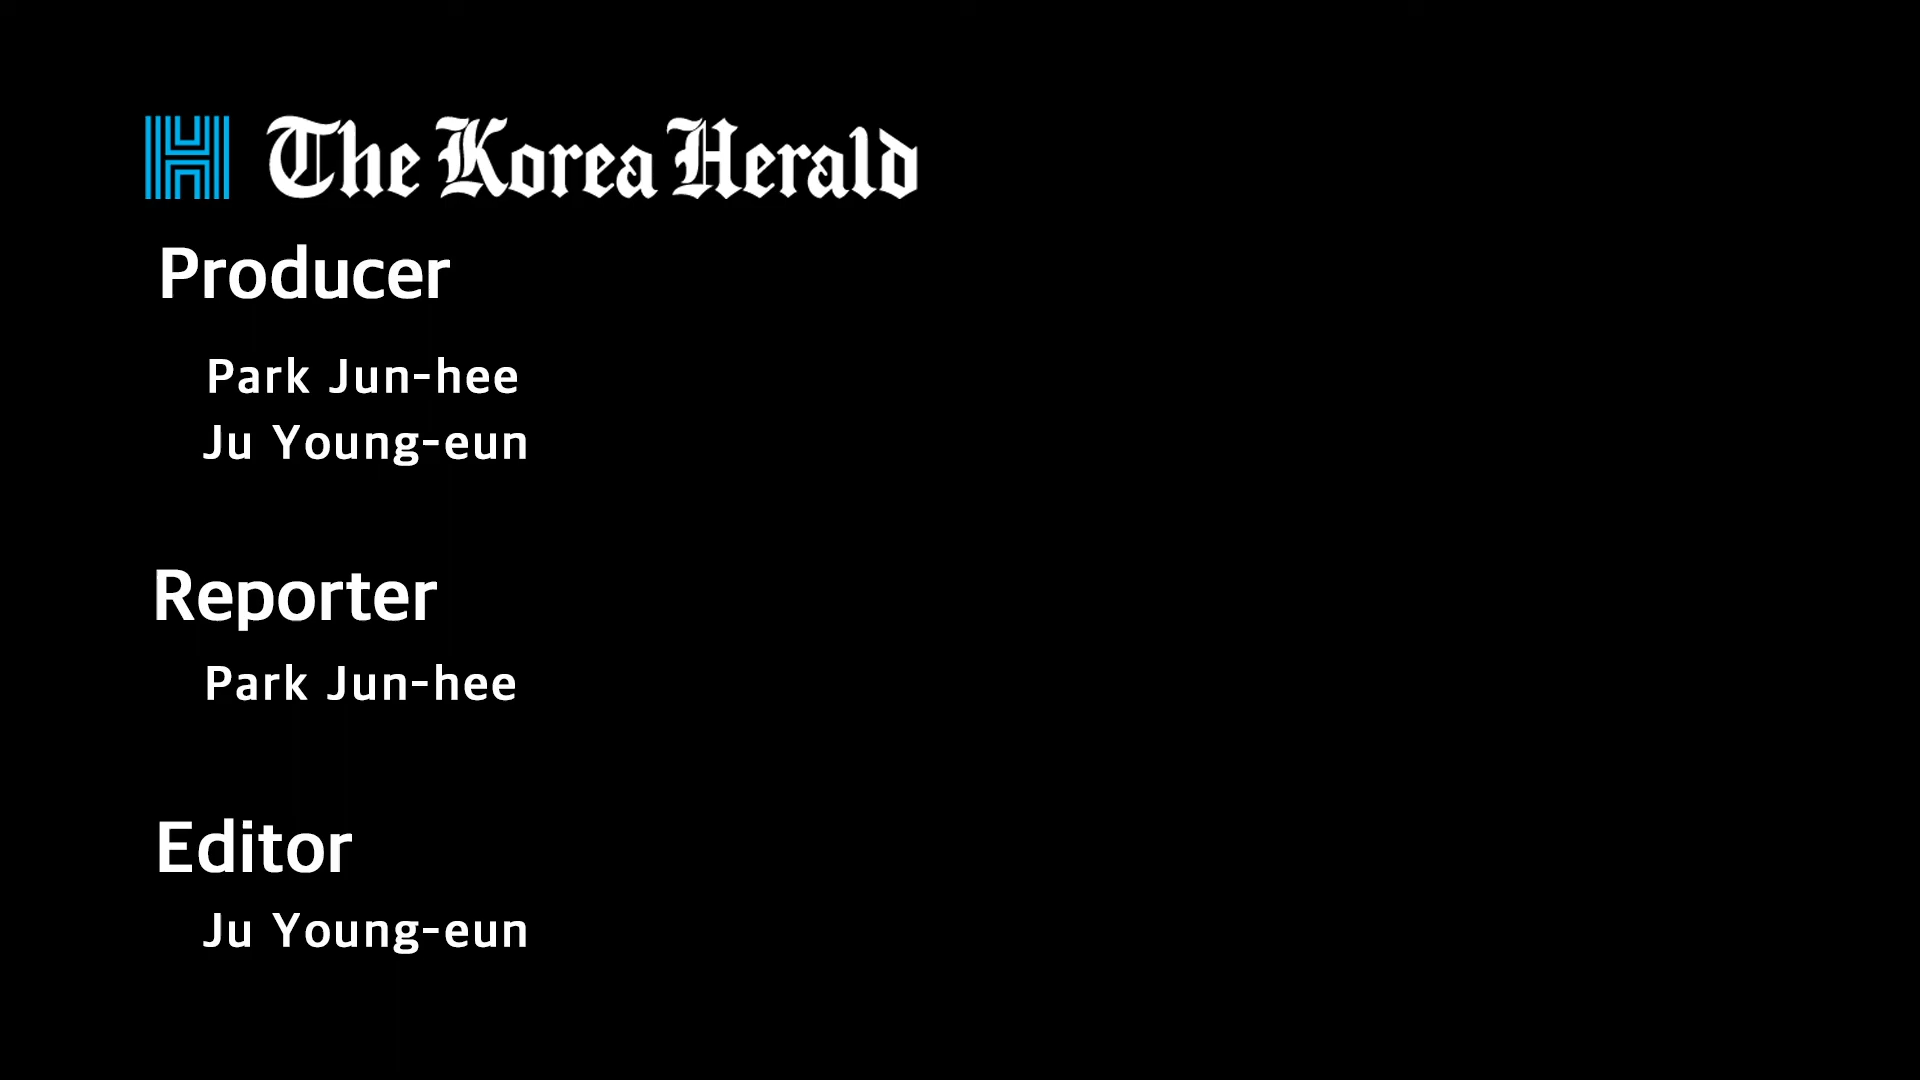 The Korea Herald
Producer
Park Jun-hee
Ju Young-eun
Reporter
Park Jun-hee
Editor
Ju Young-eun